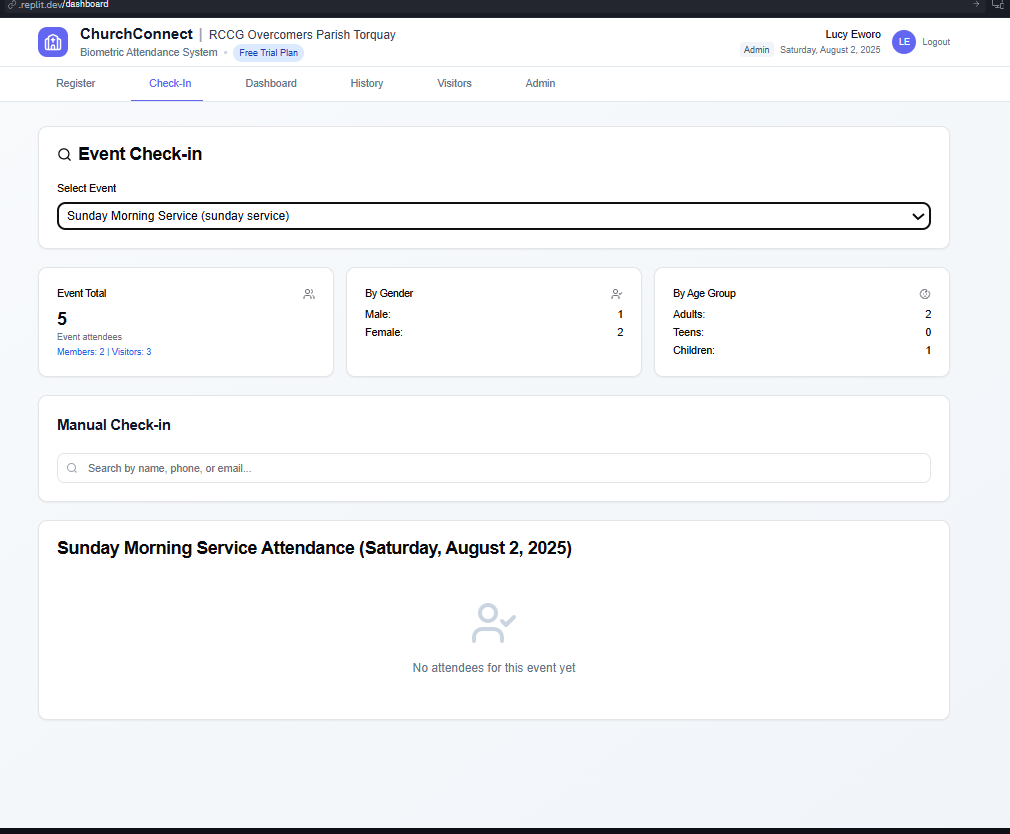 .replit.dev/dashboard
ChurchConnect | RCCG Overcomers Parish Torquay
Biometric Attendance System • Free Trial Plan
Lucy Eworo
Admin Saturday, August 2, 2025
LE
Logout
Register Check-In Dashboard History Visitors Admin
Event Check-in
Select Event
Sunday Morning Service (sunday service)
Event Total
5
Event attendees
Members: 2 | Visitors: 3
By Gender
Male: 1
Female: 2
By Age Group
Adults: 2
Teens: 0
Children: 1
Manual Check-in
Search by name, phone, or email...
Sunday Morning Service Attendance (Saturday, August 2, 2025)
No attendees for this event yet